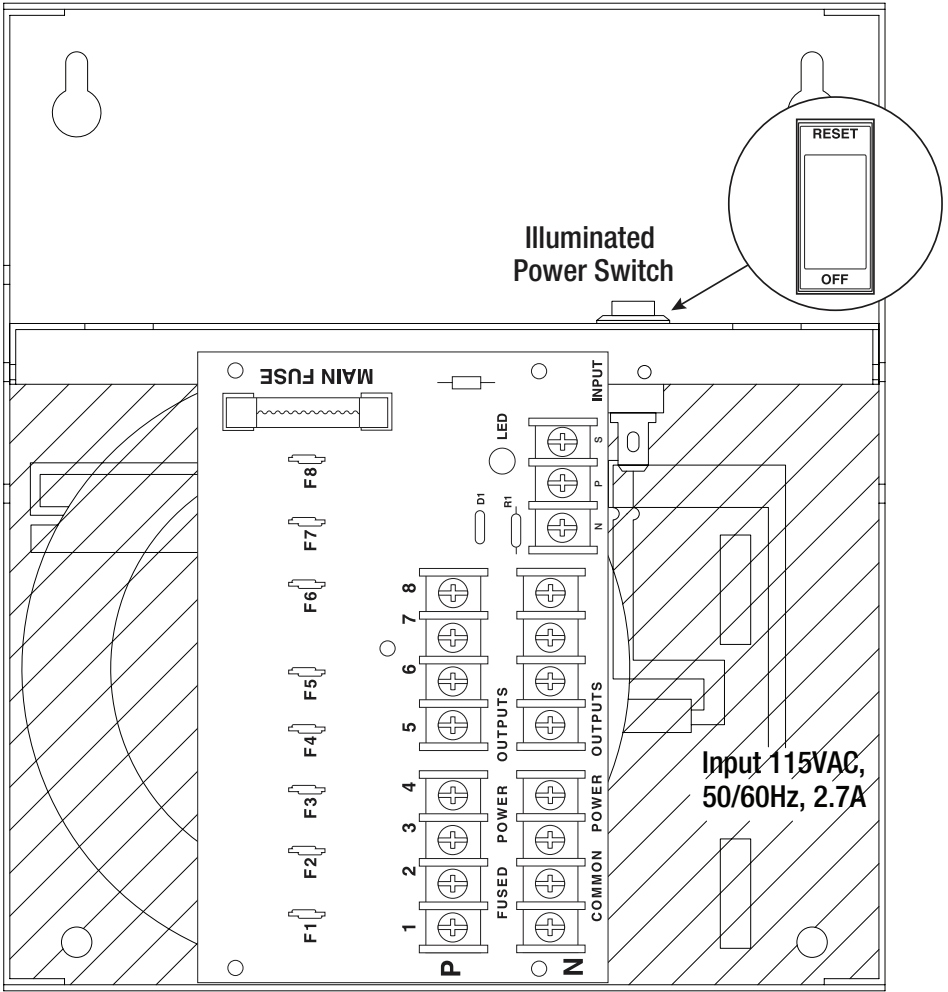 RESET
OFF
Illuminated
Power Switch
MAIN FUSE
INPUT
LED
S
P
N
D1
R1
F8
F7
F6
F5
F4
F3
F2
F1
8
7
6
5
4
3
2
1
FUSED POWER OUTPUTS
COMMON POWER OUTPUTS
P
N
Input 115VAC,
50/60Hz, 2.7A